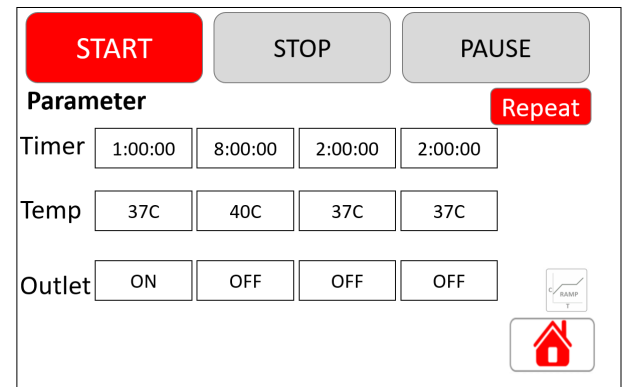 START STOP PAUSE
Parameter
Repeat
Timer 1:00:00 8:00:00 2:00:00 2:00:00
Temp 37C 40C 37C 37C
Outlet ON OFF OFF OFF
C RAMP
T